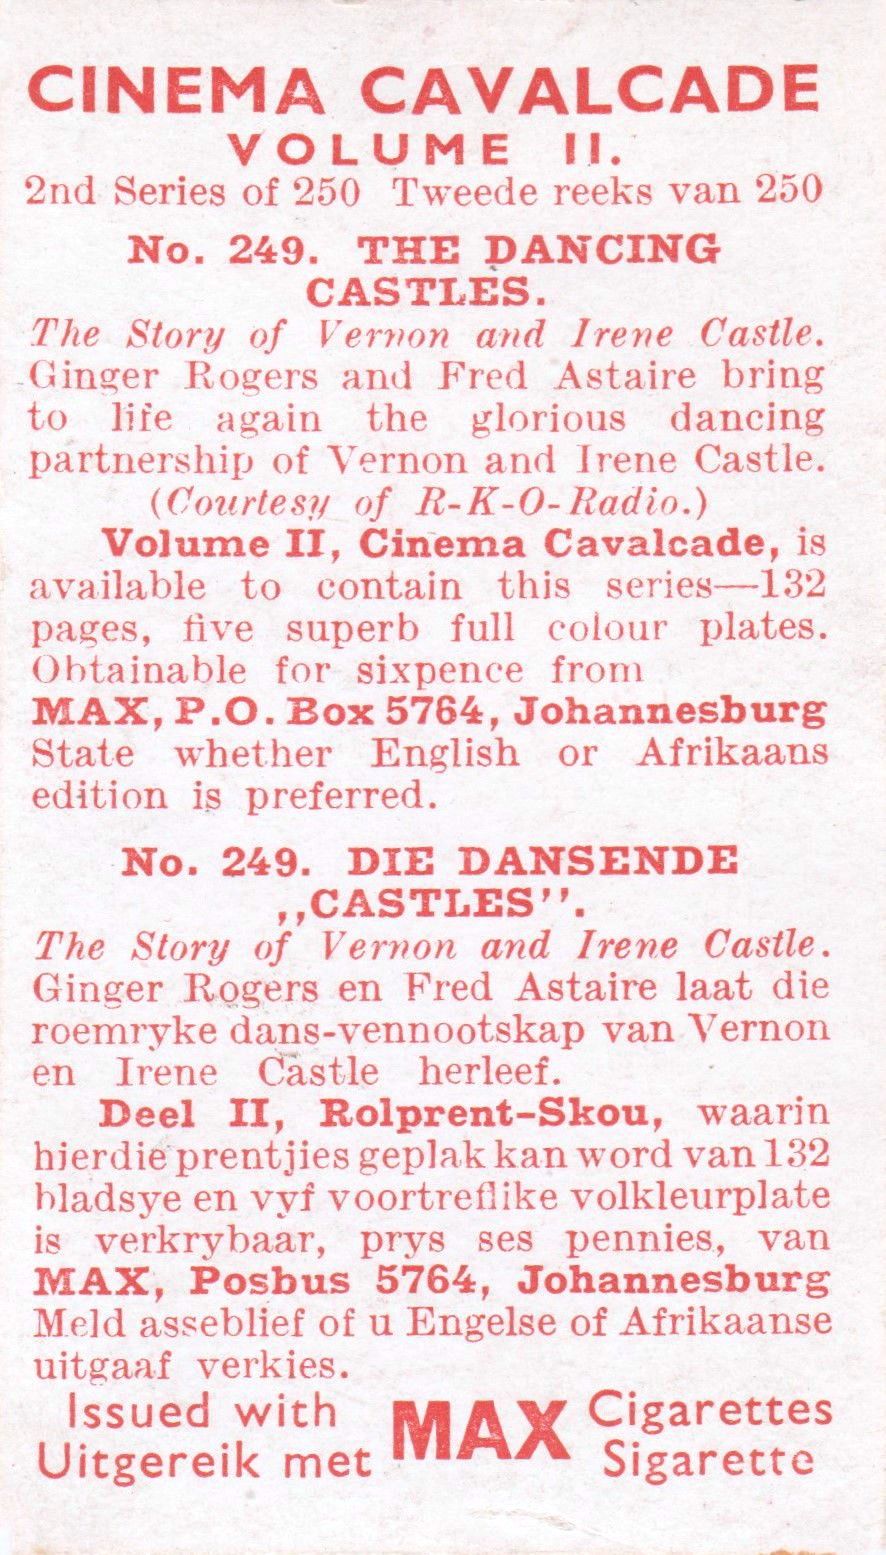 CINEMA CAVALCADE
VOLUME II.
2nd Series of 250 Tweede reeks van 250
No. 249. THE DANCING
CASTLES.
The Story of Vernon and Irene Castle.
Ginger Rogers and Fred Astaire bring
to life again the glorious dancing
partnership of Vernon and Irene Castle.
(Courtesy of R-K-O-Radio.)
Volume II, Cinema Cavalcade, is
available to contain this series—132
pages, five superb full colour plates.
Obtainable for sixpence from
MAX, P.O. Box 5764, Johannesburg
State whether English or Afrikaans
edition is preferred.
No. 249. DIE DANSENDE
,,CASTLES".
The Story of Vernon and Irene Castle.
Ginger Rogers en Fred Astaire laat die
roemryke dans-vennootskap van Vernon
en Irene Castle herleef.
Deel II, Rolprent-Skou, waarin
hierdie prentjies geplak kan word van 132
bladsye en vyf voortreflike volkleurplate
is verkrybaar, prys ses pennies, van
MAX, Posbus 5764, Johannesburg
Meld asseblief of u Engelse of Afrikaanse
uitgaaf verkies.
Issued with MAX Cigarettes
Uitgereik met Sigarette